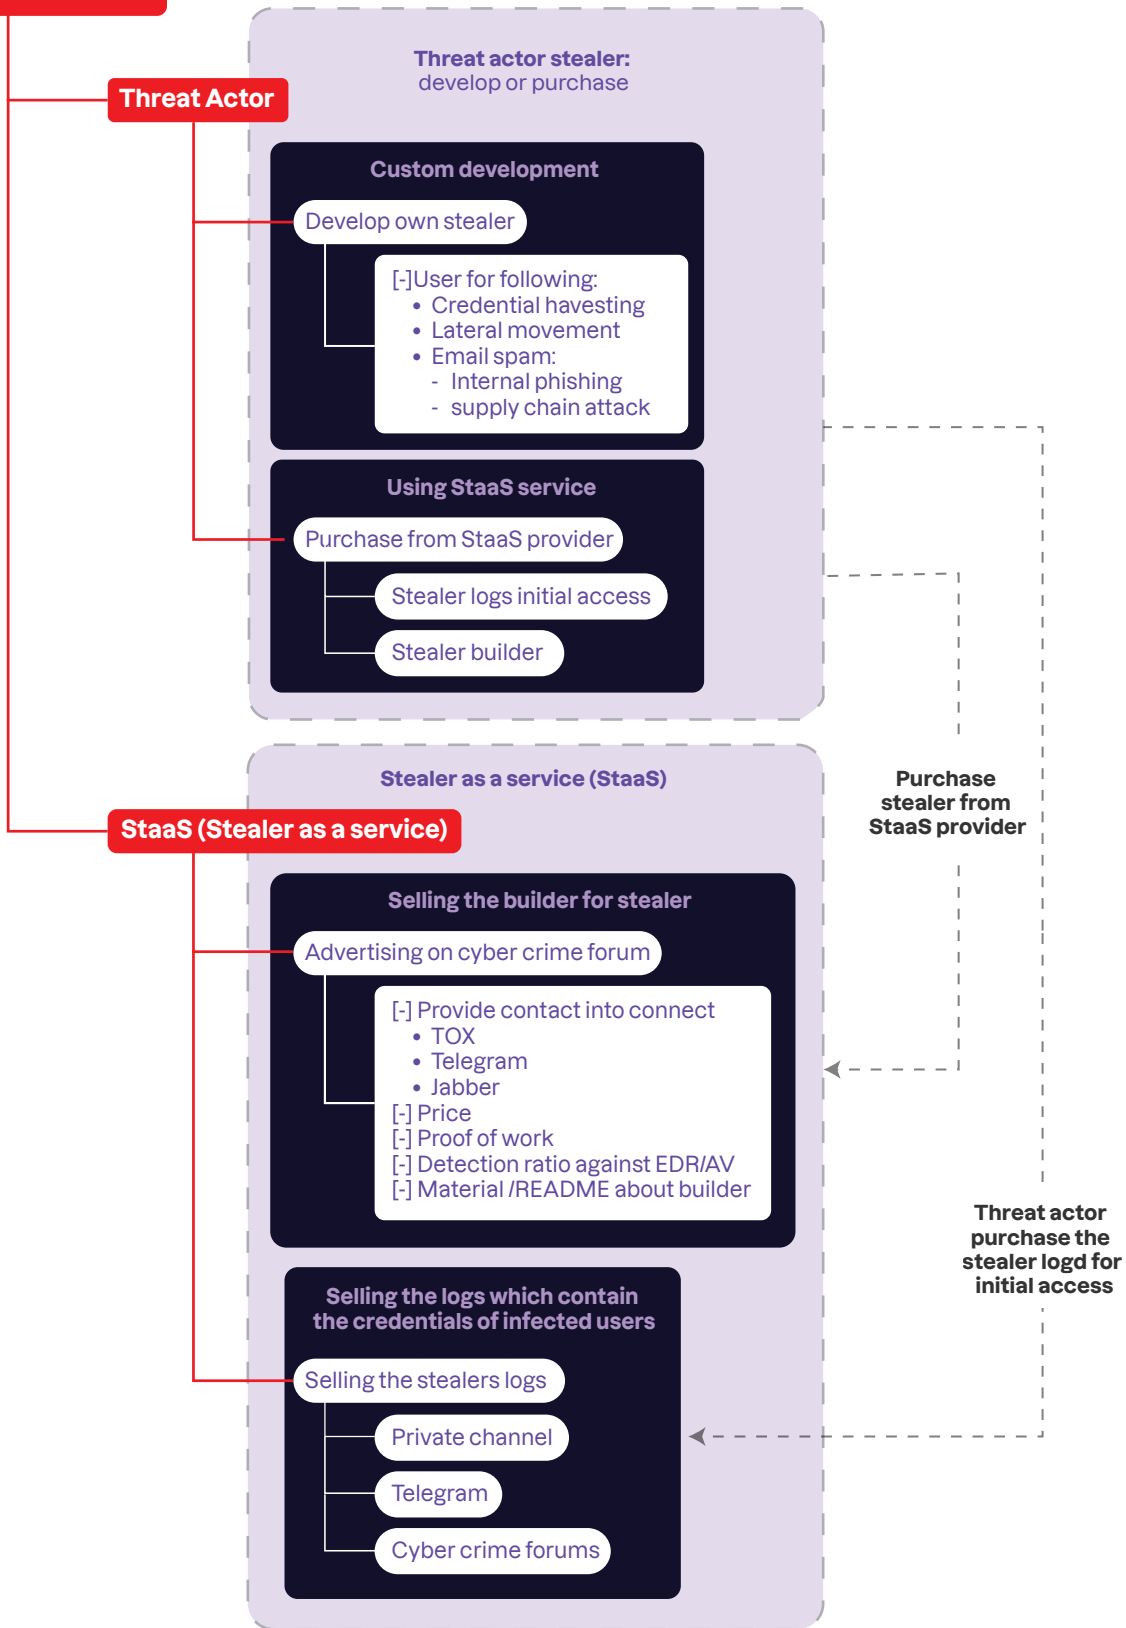 Threat actor stealer:
develop or purchase
Threat Actor
Custom development
Develop own stealer
[-]User for following:
• Credential havesting
• Lateral movement
• Email spam:
- Internal phishing
- supply chain attack
Using StaaS service
Purchase from StaaS provider
Stealer logs initial access
Stealer builder
Purchase
stealer from
StaaS provider
Stealer as a service (StaaS)
StaaS (Stealer as a service)
Selling the builder for stealer
Advertising on cyber crime forum
[-] Provide contact into connect
• TOX
• Telegram
• Jabber
[-] Price
[-] Proof of work
[-] Detection ratio against EDR/AV
[-] Material /README about builder
Threat actor
purchase the
stealer logd for
initial access
Selling the logs which contain
the credentials of infected users
Selling the stealers logs
Private channel
Telegram
Cyber crime forums